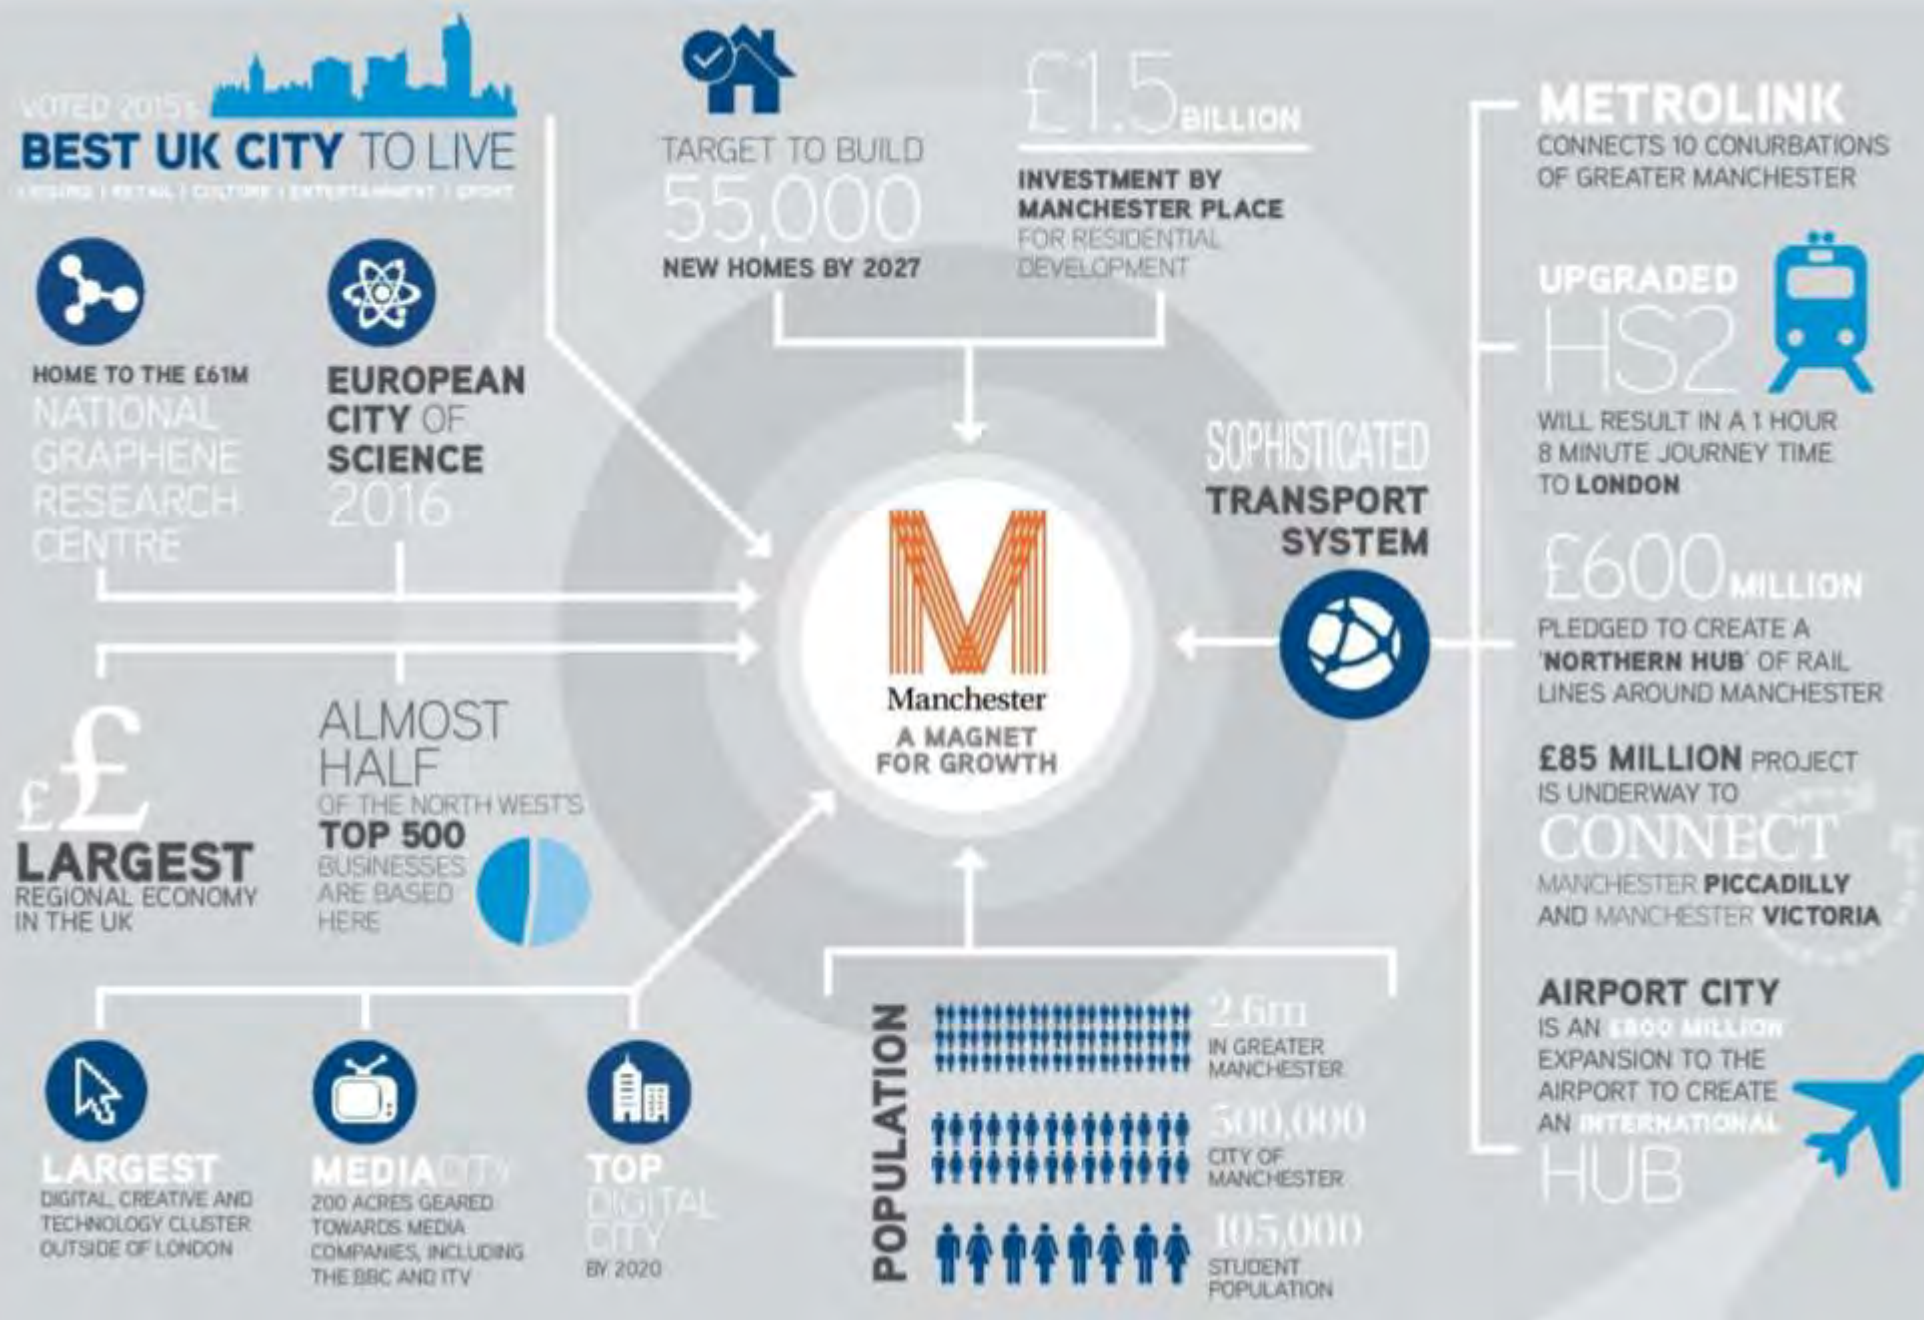 VOTED 2015's
BEST UK CITY TO LIVE
HOUSING | RETAIL | CULTURE | ENTERTAINMENT | SPORT
HOME TO THE £61M
NATIONAL
GRAPHENE
RESEARCH
CENTRE
EUROPEAN
CITY OF
SCIENCE
2016
TARGET TO BUILD
55,000
NEW HOMES BY 2027
£1.5 BILLION
INVESTMENT BY
MANCHESTER PLACE
FOR RESIDENTIAL
DEVELOPMENT
SOPHISTICATED
TRANSPORT
SYSTEM
METROLINK
CONNECTS 10 CONURBATIONS
OF GREATER MANCHESTER
UPGRADED
HS2
WILL RESULT IN A 1 HOUR
8 MINUTE JOURNEY TIME
TO LONDON
£600 MILLION
PLEDGED TO CREATE A
'NORTHERN HUB' OF RAIL
LINES AROUND MANCHESTER
£85 MILLION PROJECT
IS UNDERWAY TO
CONNECT
MANCHESTER PICCADILLY
AND MANCHESTER VICTORIA
AIRPORT CITY
IS AN £800 MILLION
EXPANSION TO THE
AIRPORT TO CREATE
AN INTERNATIONAL
HUB
M
Manchester
A MAGNET
FOR GROWTH
£ £
LARGEST
REGIONAL ECONOMY
IN THE UK
ALMOST
HALF
OF THE NORTH WEST'S
TOP 500
BUSINESSES
ARE BASED
HERE
LARGEST
DIGITAL, CREATIVE AND
TECHNOLOGY CLUSTER
OUTSIDE OF LONDON
MEDIACITY
200 ACRES GEARED
TOWARDS MEDIA
COMPANIES, INCLUDING
THE BBC AND ITV
TOP
DIGITAL
CITY
BY 2020
POPULATION
2.6m
IN GREATER
MANCHESTER
500,000
CITY OF
MANCHESTER
105,000
STUDENT
POPULATION